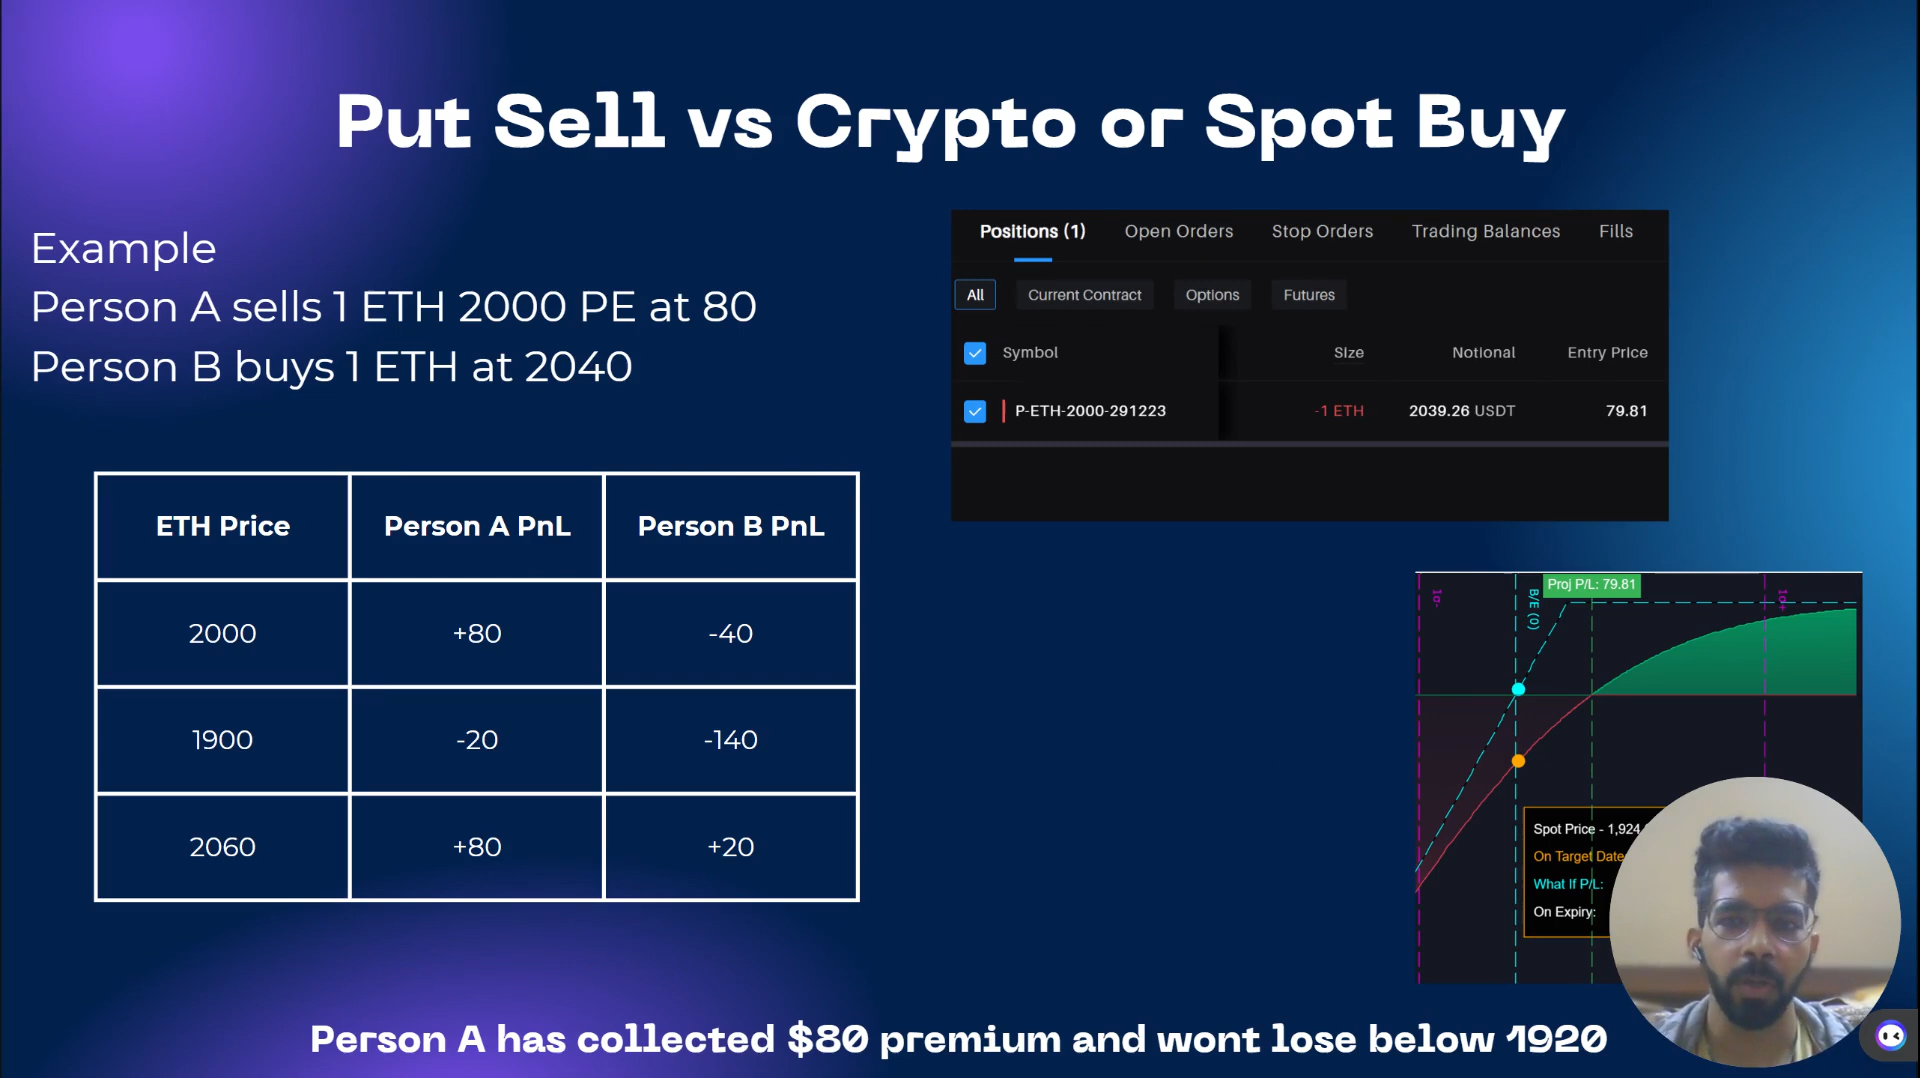 Put Sell vs Crypto or Spot Buy
Example
Person A sells 1 ETH 2000 PE at 80
Person B buys 1 ETH at 2040
Positions (1) Open Orders Stop Orders Trading Balances Fills
All Current Contract Options Futures
Symbol Size Notional Entry Price
P-ETH-2000-291223 -1 ETH 2039.26 USDT 79.81
ETH Price Person A PnL Person B PnL
2000 +80 -40
1900 -20 -140
2060 +80 +20
1σ-
B/E (0)
Proj P/L: 79.81
1σ+
Spot Price - 1,924
On Target Date
What If P/L:
On Expiry:
Person A has collected $80 premium and wont lose below 1920